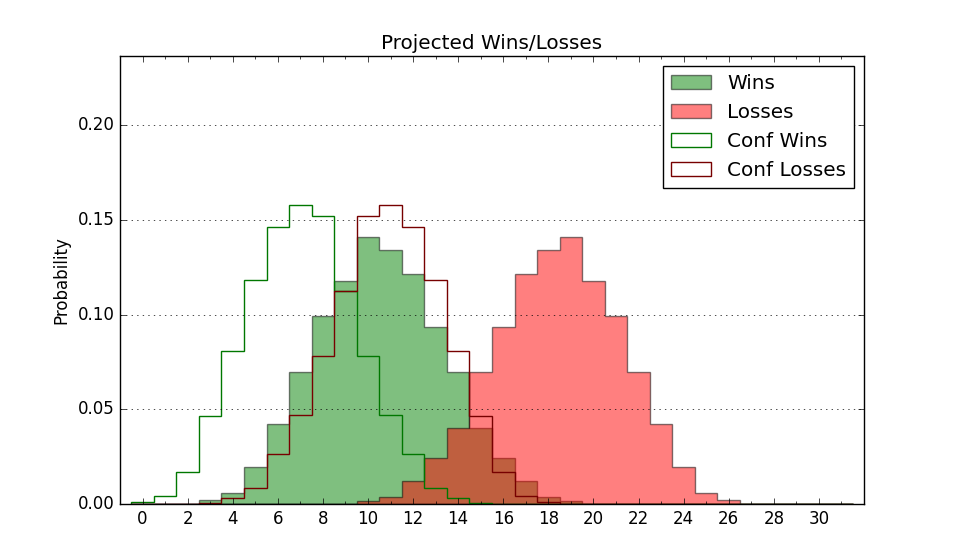 Projected Wins/Losses
Wins
Losses
Conf Wins
Conf Losses
Probability
0.20
0.15
0.10
0.05
0.00
0 2 4 6 8 10 12 14 16 18 20 22 24 26 28 30